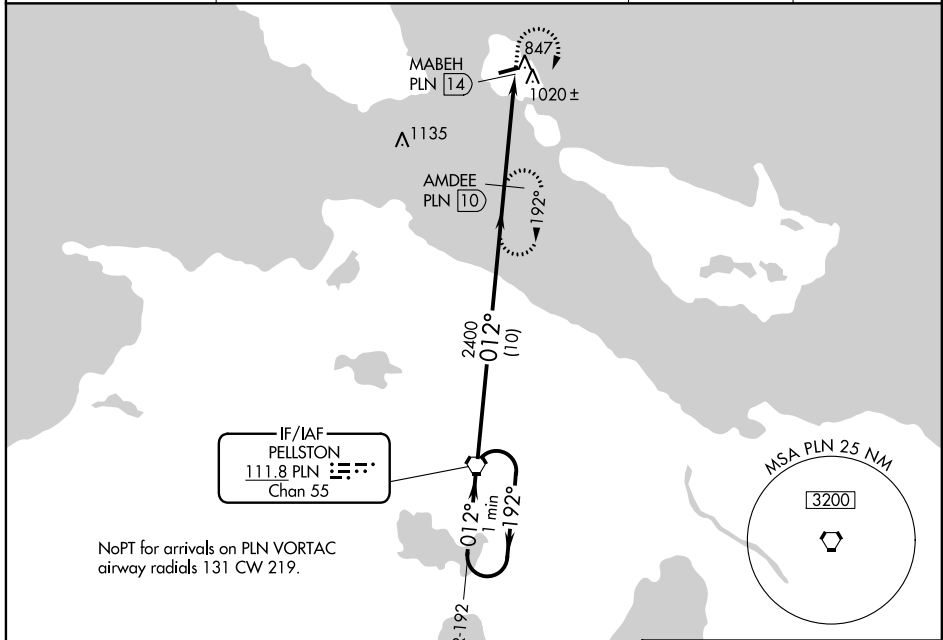 847
MABEH
PLN 14
1020 ±
1135
AMDEE
PLN 10
192°
2400
012°
(10)
IF/IAF
PELLSTON
111.8 PLN
Chan 55
012°
1 min
192°
MSA PLN 25 NM
3200
NoPT for arrivals on PLN VORTAC
airway radials 131 CW 219.
-192